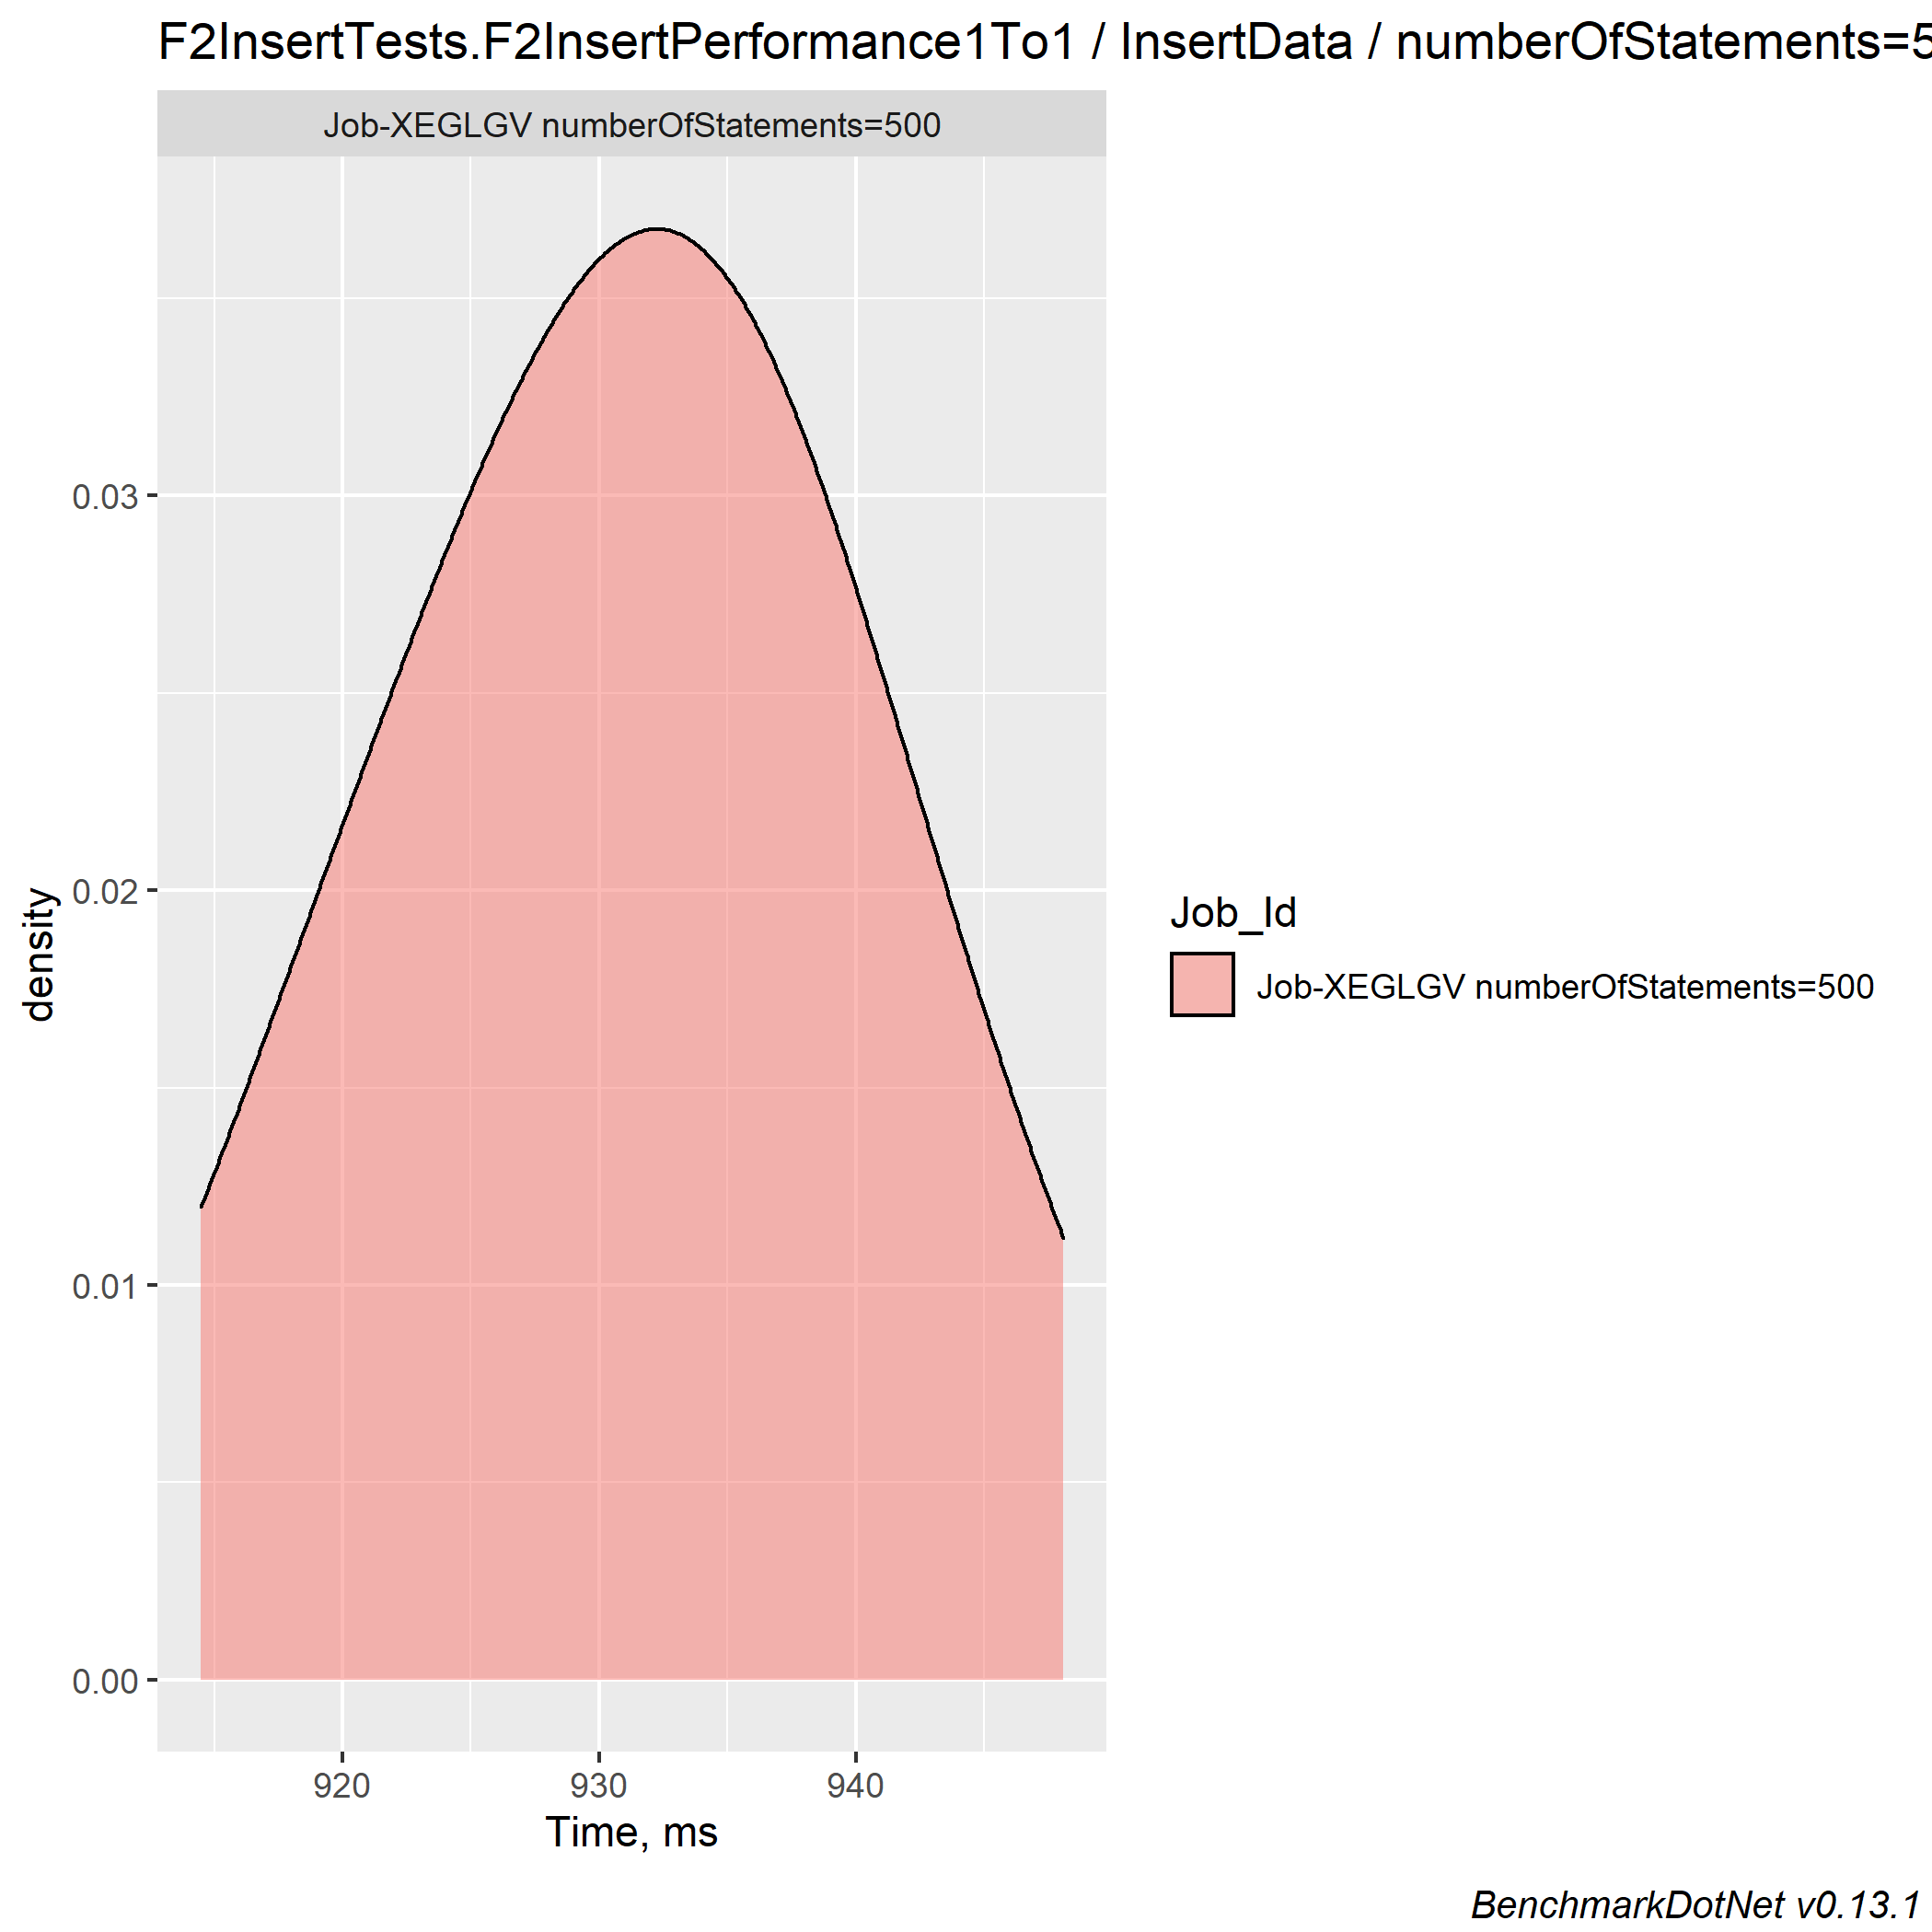 F2InsertTests.F2InsertPerformance1To1 / InsertData / numberOfStatements=5
Job-XEGLGV numberOfStatements=500
0.03
0.02
0.01
0.00
density
920 930 940
Time, ms
Job_Id
Job-XEGLGV numberOfStatements=500
BenchmarkDotNet v0.13.1